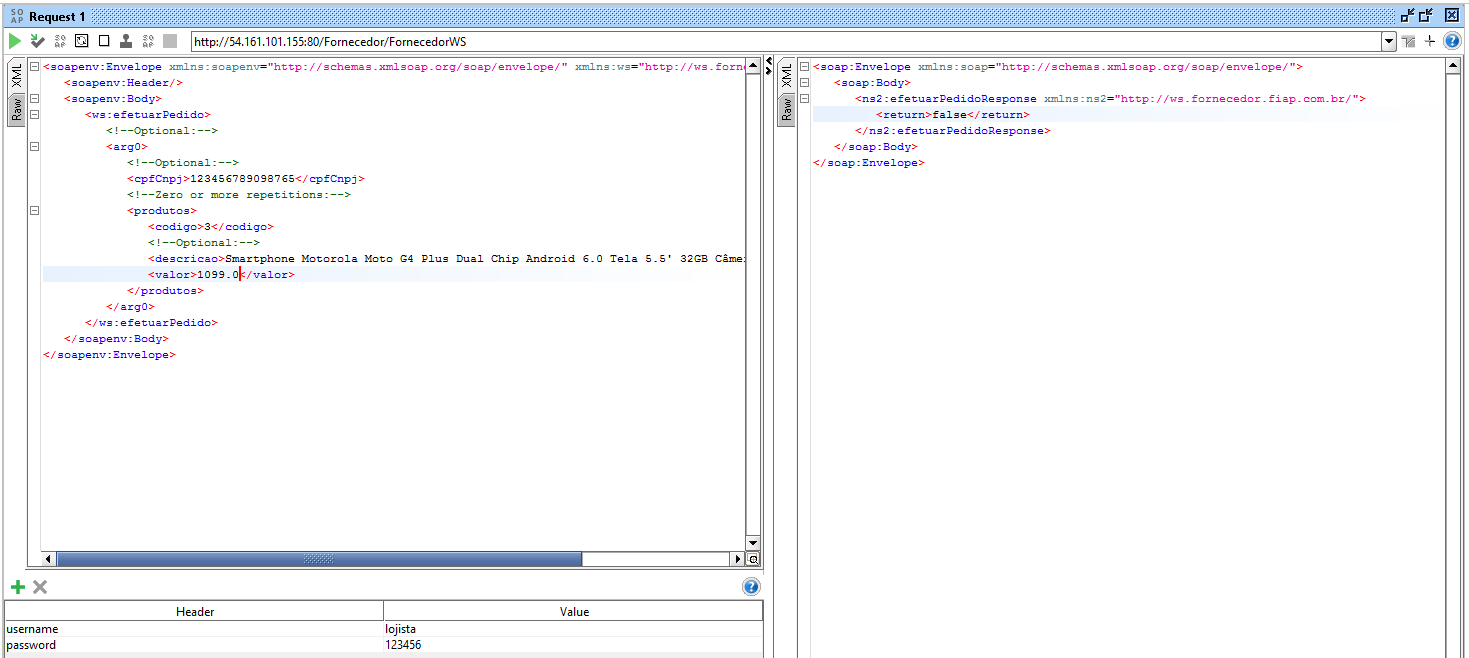 SO AP Request 1
SO AP SO AP http://54.161.101.155:80/Fornecedor/FornecedorWS
XML
Raw
<soapenv:Envelope xmlns:soapenv="http://schemas.xmlsoap.org/soap/envelope/" xmlns:ws="http://ws.forne
<soapenv:Header/>
<soapenv:Body>
<ws:efetuarPedido>
<!--Optional:-->
<arg0>
<!--Optional:-->
<cpfCnpj>123456789098765</cpfCnpj>
<!--Zero or more repetitions:-->
<produtos>
<codigo>3</codigo>
<!--Optional:-->
<descricao>Smartphone Motorola Moto G4 Plus Dual Chip Android 6.0 Tela 5.5' 32GB Câme
<valor>1099.0</valor>
</produtos>
</arg0>
</ws:efetuarPedido>
</soapenv:Body>
</soapenv:Envelope>
XML
Raw
<soap:Envelope xmlns:soap="http://schemas.xmlsoap.org/soap/envelope/">
<soap:Body>
<ns2:efetuarPedidoResponse xmlns:ns2="http://ws.fornecedor.fiap.com.br/">
<return>false</return>
</ns2:efetuarPedidoResponse>
</soap:Body>
</soap:Envelope>
Header Value
username lojista
password 123456